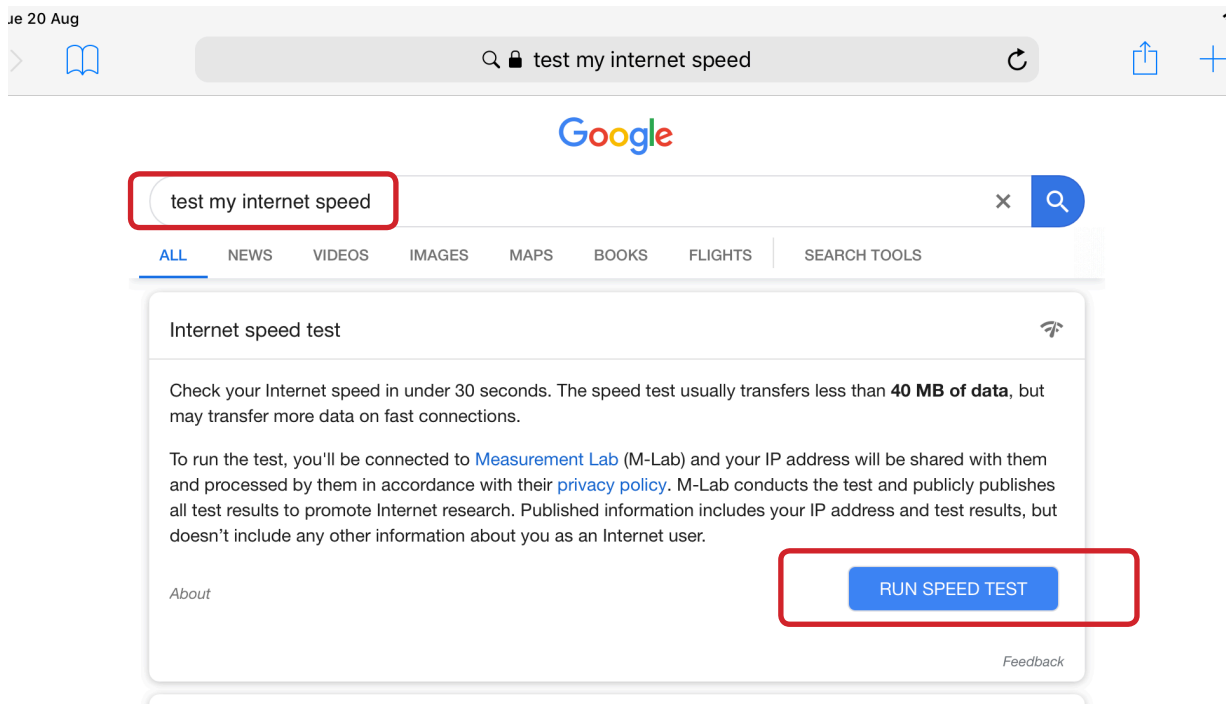 ue 20 Aug
test my internet speed
Google
test my internet speed
ALL NEWS VIDEOS IMAGES MAPS BOOKS FLIGHTS SEARCH TOOLS
Internet speed test
Check your Internet speed in under 30 seconds. The speed test usually transfers less than 40 MB of data, but
may transfer more data on fast connections.
To run the test, you'll be connected to Measurement Lab (M-Lab) and your IP address will be shared with them
and processed by them in accordance with their privacy policy. M-Lab conducts the test and publicly publishes
all test results to promote Internet research. Published information includes your IP address and test results, but
doesn’t include any other information about you as an Internet user.
RUN SPEED TEST
About
Feedback